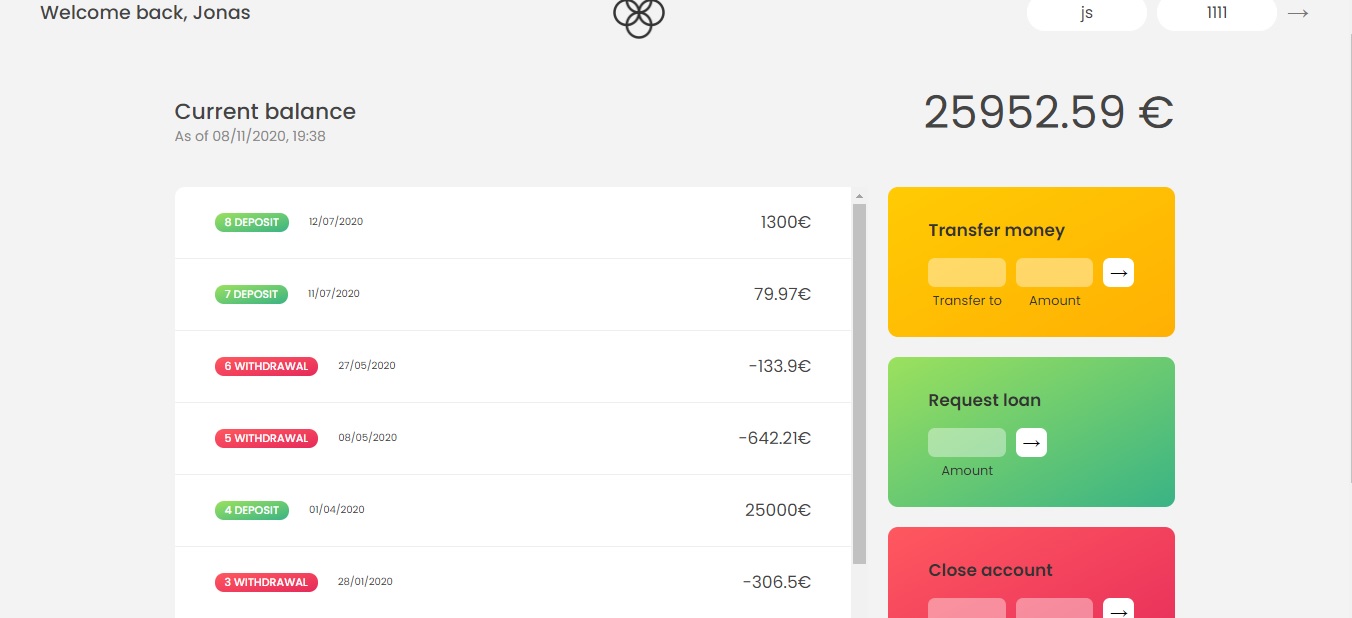 Welcome back, Jonas
js 1111 →
Current balance
As of 08/11/2020, 19:38
25952.59 €
8 DEPOSIT 12/07/2020 1300€
7 DEPOSIT 11/07/2020 79.97€
6 WITHDRAWAL 27/05/2020 -133.9€
5 WITHDRAWAL 08/05/2020 -642.21€
4 DEPOSIT 01/04/2020 25000€
3 WITHDRAWAL 28/01/2020 -306.5€
Transfer money
→
Transfer to Amount
Request loan
→
Amount
Close account
→